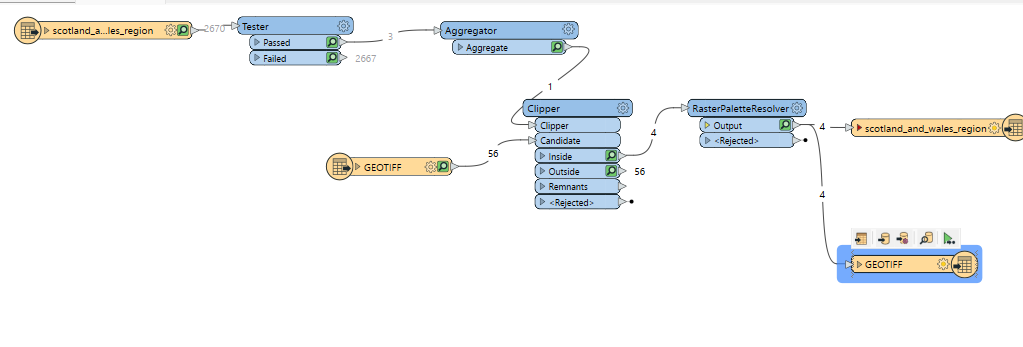 scotland_a...les_region
2670
Tester
Passed
Failed
3
2667
Aggregator
Aggregate
1
Clipper
Clipper
Candidate
Inside
Outside
Remnants
<Rejected>
GEOTIFF
56
56
4
RasterPaletteResolver
Output
<Rejected>
4
scotland_and_wales_region
4
GEOTIFF